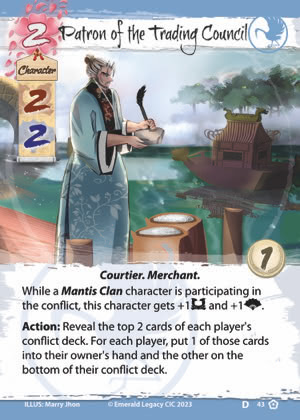 2 Patron of the Trading Council
Character
2
2
1
Courtier. Merchant.
While a Mantis Clan character is participating
in the conflict, this character gets +1 and +1.
Action: Reveal the top 2 cards of each player's
conflict deck. For each player, put 1 of those cards
into their owner's hand and the other on the
bottom of their conflict deck.
ILLUS: Marry Jhon © Emerald Legacy CIC 2023 D 43